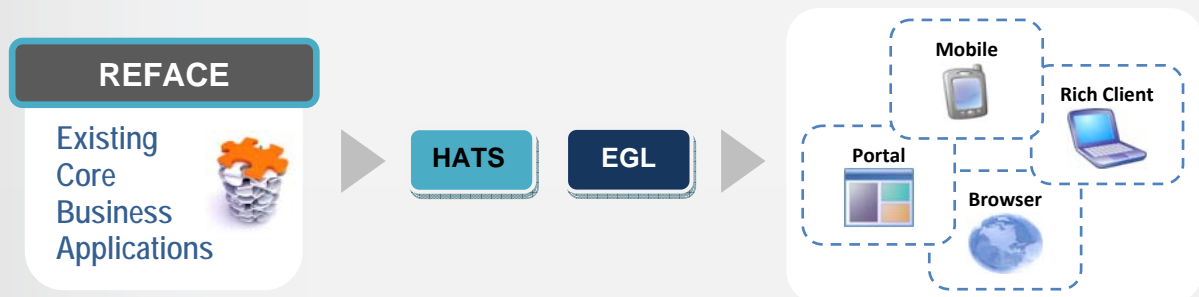 REFACE
Existing
Core
Business
Applications
HATS
EGL
Mobile
Rich Client
Portal
Browser